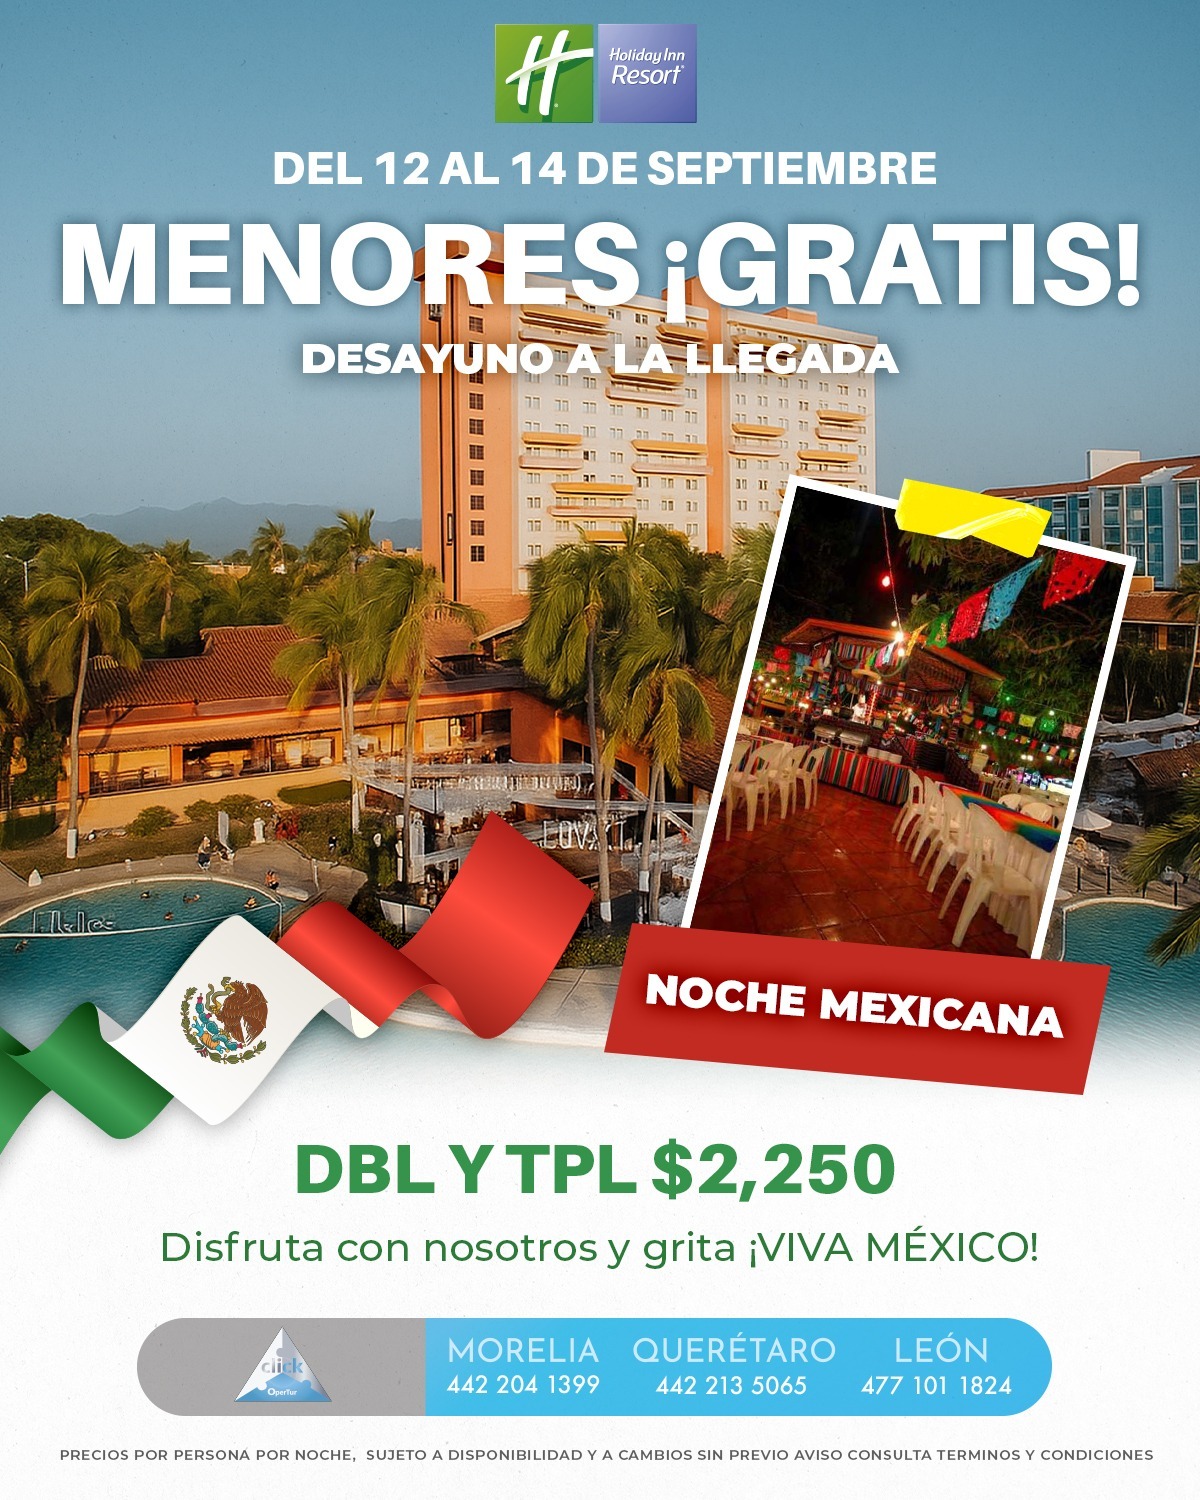 Holiday Inn
Resort
DEL 12 AL 14 DE SEPTIEMBRE
MENORES ¡GRATIS!
DESAYUNO A LA LLEGADA
NOCHE MEXICANA
DBL Y TPL $2,250
Disfruta con nosotros y grita ¡VIVA MÉXICO!
click
OperTur
MORELIA
442 204 1399
QUERÉTARO
442 213 5065
LEÓN
477 101 1824
PRECIOS POR PERSONA POR NOCHE, SUJETO A DISPONIBILIDAD Y A CAMBIOS SIN PREVIO AVISO CONSULTA TERMINOS Y CONDICIONES